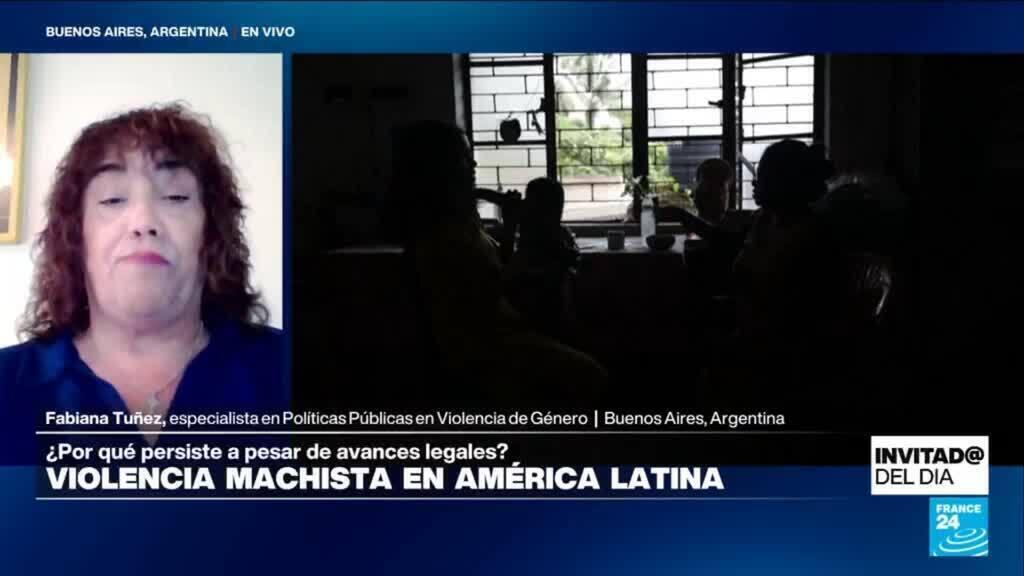 BUENOS AIRES, ARGENTINA | EN VIVO
Fabiana Tuñez, especialista en Políticas Públicas en Violencia de Género | Buenos Aires, Argentina
¿Por qué persiste a pesar de avances legales?
VIOLENCIA MACHISTA EN AMÉRICA LATINA
INVITAD@
DEL DIA
FRANCE
24